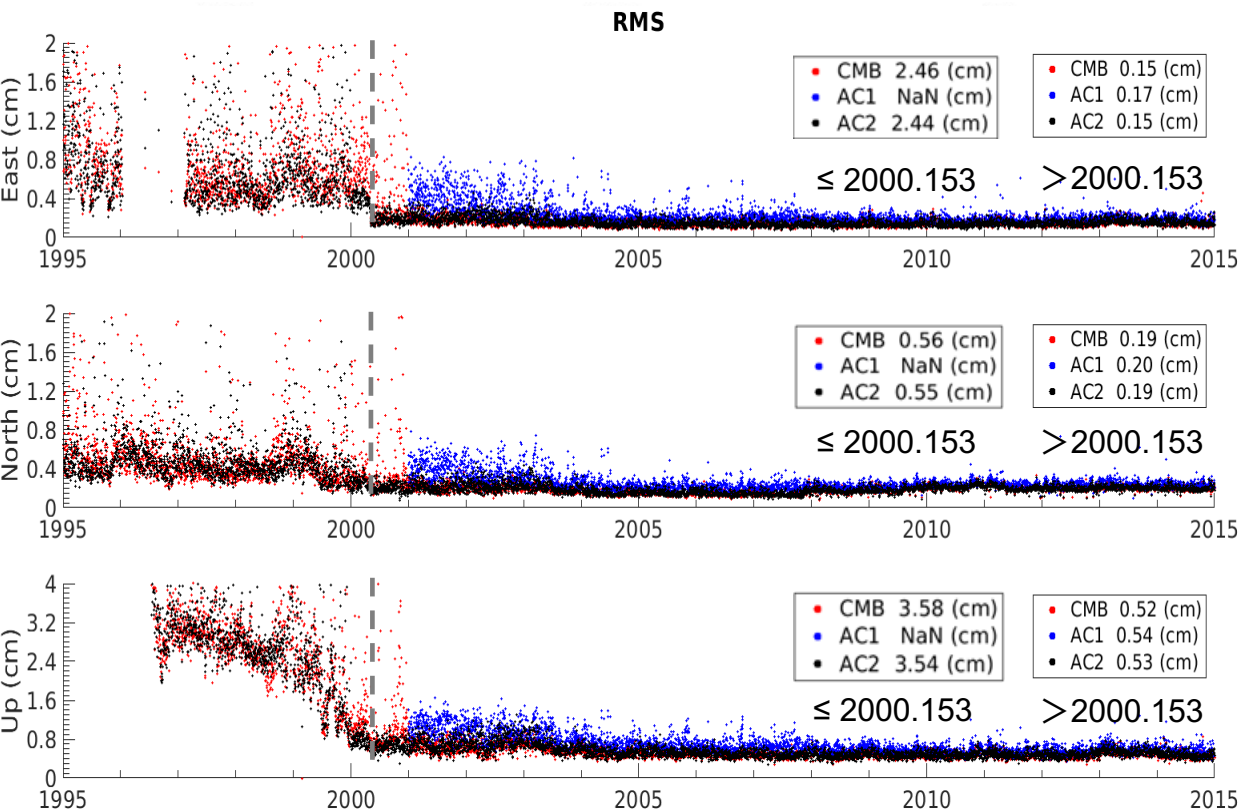 RMS
East (cm)
2
1.6
1.2
0.8
0.4
0
CMB 2.46 (cm)
AC1 NaN (cm)
AC2 2.44 (cm)
≤ 2000.153
CMB 0.15 (cm)
AC1 0.17 (cm)
AC2 0.15 (cm)
>2000.153
1995 2000 2005 2010 2015
North (cm)
2
1.6
1.2
0.8
0.4
0
CMB 0.56 (cm)
AC1 NaN (cm)
AC2 0.55 (cm)
≤ 2000.153
CMB 0.19 (cm)
AC1 0.20 (cm)
AC2 0.19 (cm)
>2000.153
1995 2000 2005 2010 2015
Up (cm)
4
3.2
2.4
1.6
0.8
0
CMB 3.58 (cm)
AC1 NaN (cm)
AC2 3.54 (cm)
≤ 2000.153
CMB 0.52 (cm)
AC1 0.54 (cm)
AC2 0.53 (cm)
>2000.153
1995 2000 2005 2010 2015